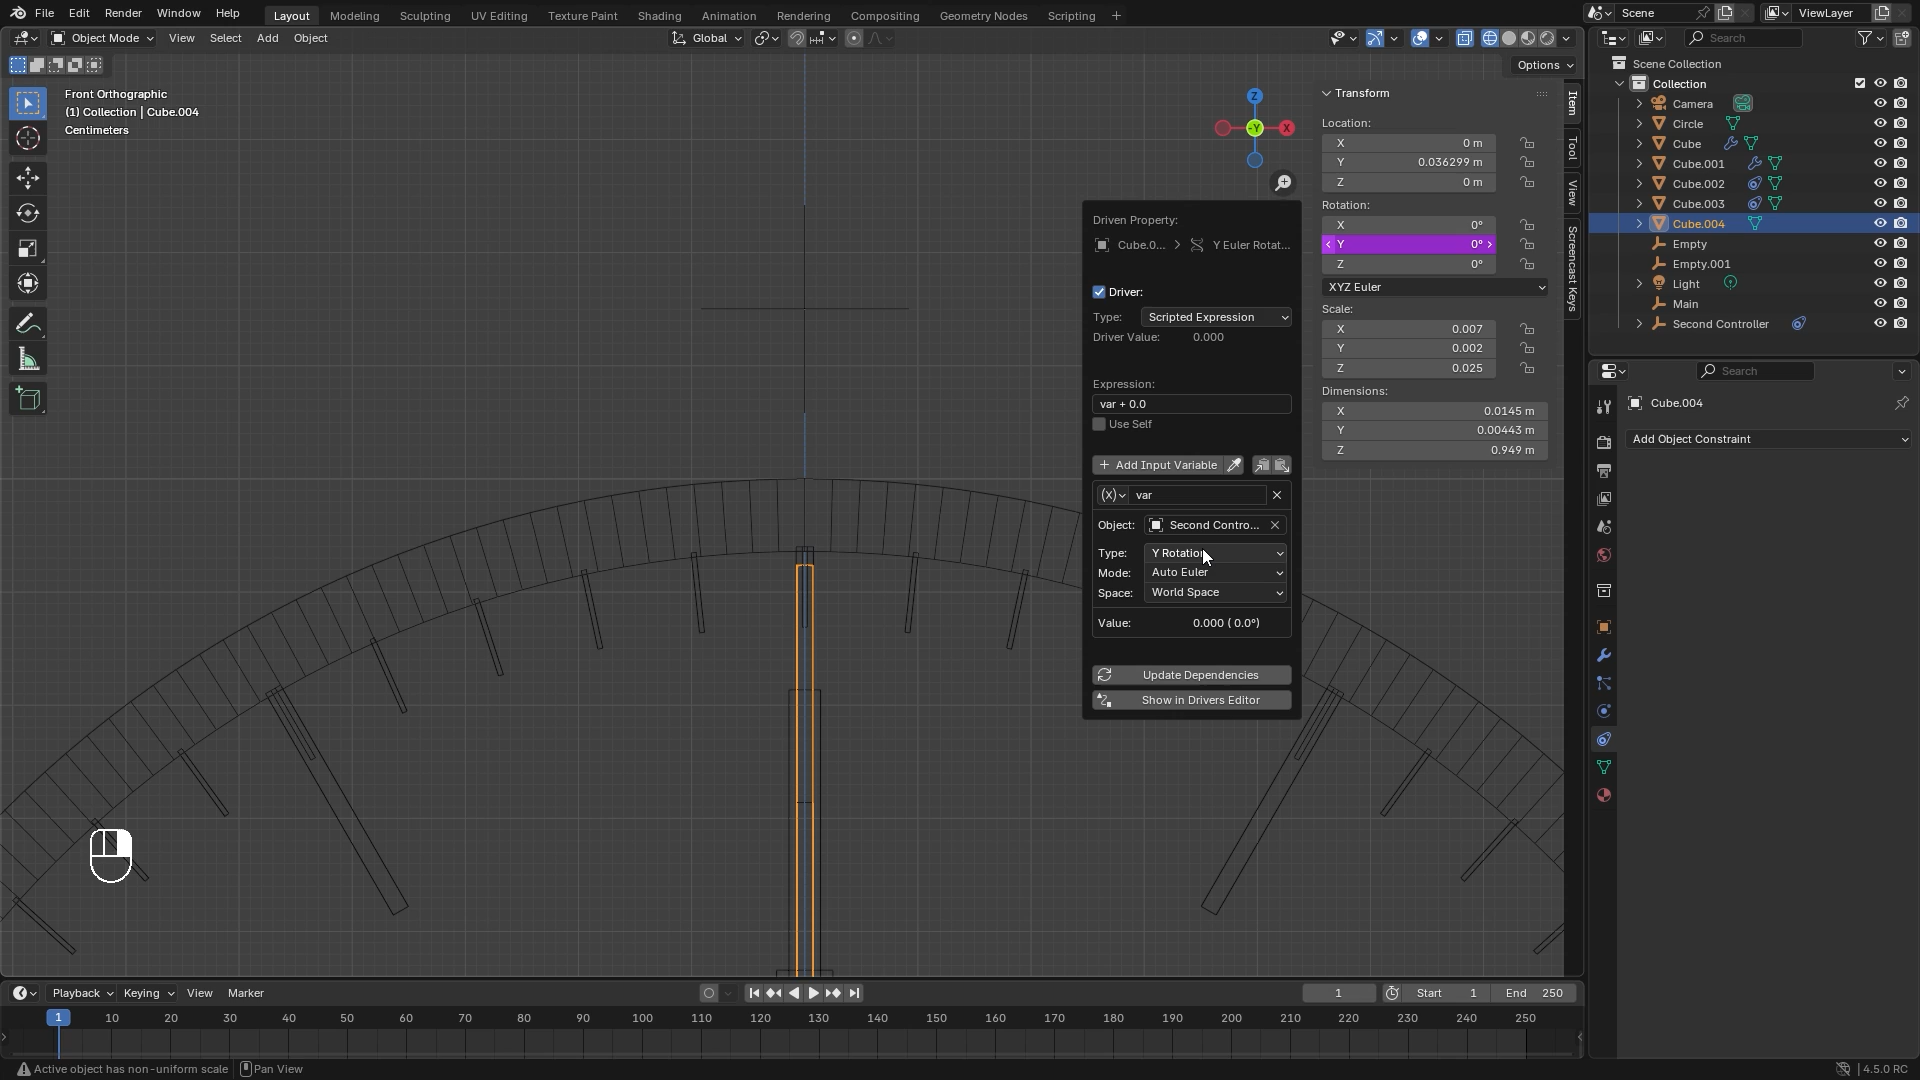 File Edit Render Window Help Layout Modeling Sculpting UV Editing Texture Paint Shading Animation Rendering Compositing Geometry Nodes Scripting + Scene ViewLayer
Object Mode View Select Add Object Global Search
Options
Front Orthographic
(1) Collection | Cube.004
Centimeters
Z
-Y X
Item
Tool
View
Screencast Keys
Transform
Location:
X 0 m
Y 0.036299 m
Z 0 m
Rotation:
X 0°
Y 0°
Z 0°
XYZ Euler
Scale:
X 0.007
Y 0.002
Z 0.025
Dimensions:
X 0.0145 m
Y 0.00443 m
Z 0.949 m
Driven Property:
Cube.0... Y Euler Rotat...
Driver:
Type: Scripted Expression
Driver Value: 0.000
Expression:
var + 0.0
Use Self
+ Add Input Variable
(x) var
Object: Second Contro...
Type: Y Rotation
Mode: Auto Euler
Space: World Space
Value: 0.000 ( 0.0°)
Update Dependencies
Show in Drivers Editor
Scene Collection
Collection
Camera
Circle
Cube
Cube.001
Cube.002
Cube.003
Cube.004
Empty
Empty.001
Light
Main
Second Controller
Search
Cube.004
Add Object Constraint
Playback Keying View Marker 1 Start 1 End 250
1 10 20 30 40 50 60 70 80 90 100 110 120 130 140 150 160 170 180 190 200 210 220 230 240 250
Active object has non-uniform scale Pan View 4.5.0 RC